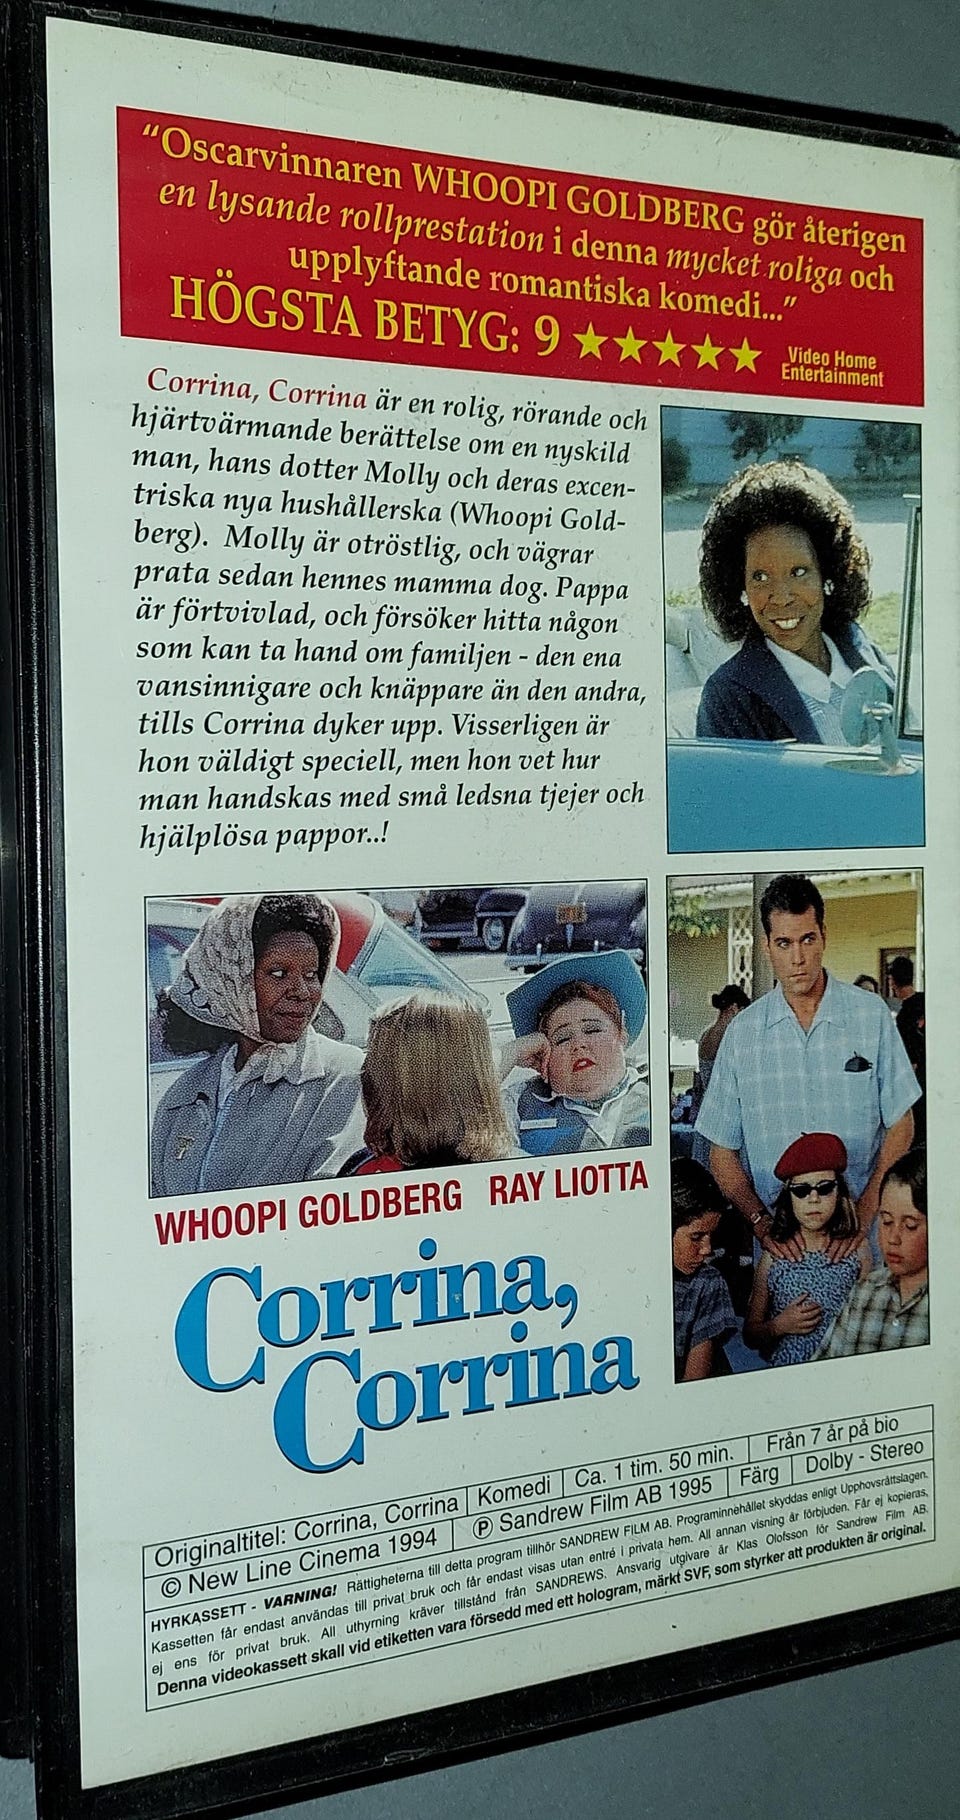 "Oscarvinnaren WHOOPI GOLDBERG gör återigen
en lysande rollprestation i denna mycket roliga och
upplyftande romantiska komedi..."
HÖGSTA BETYG: 9 ★★★★★ Video Home
Entertainment
Corrina, Corrina är en rolig, rörande och
hjärtvärmande berättelse om en nyskild
man, hans dotter Molly och deras excen-
triska nya hushållerska (Whoopi Gold-
berg). Molly är otröstlig, och vägrar
prata sedan hennes mamma dog. Pappa
är förtvivlad, och försöker hitta någon
som kan ta hand om familjen - den ena
vansinnigare och knäppare än den andra,
tills Corrina dyker upp. Visserligen är
hon väldigt speciell, men hon vet hur
man handskas med små ledsna tjejer och
hjälplösa pappor..!
WHOOPI GOLDBERG RAY LIOTTA
Corrina,
Corrina
Originaltitel: Corrina, Corrina Komedi Ca. 1 tim. 50 min. Från 7 år på bio
© New Line Cinema 1994 Ⓟ Sandrew Film AB 1995 Färg Dolby - Stereo
HYRKASSETT - VARNING! Rättigheterna till detta program tillhör SANDREW FILM AB. Programinnehållet skyddas enligt Upphovsråttslagen.
Kassetten får endast användas till privat bruk och får endast visas utan entré i privata hem. All annan visning är förbjuden. Får ej kopieras,
ej ens för privat bruk. All uthyrning kräver tillstånd från SANDREWS. Ansvarig utgivare är Klas Olofsson för Sandrew Film AB.
Denna videokassett skall vid etiketten vara försedd med ett hologram, märkt SVF, som styrker att produkten är original.